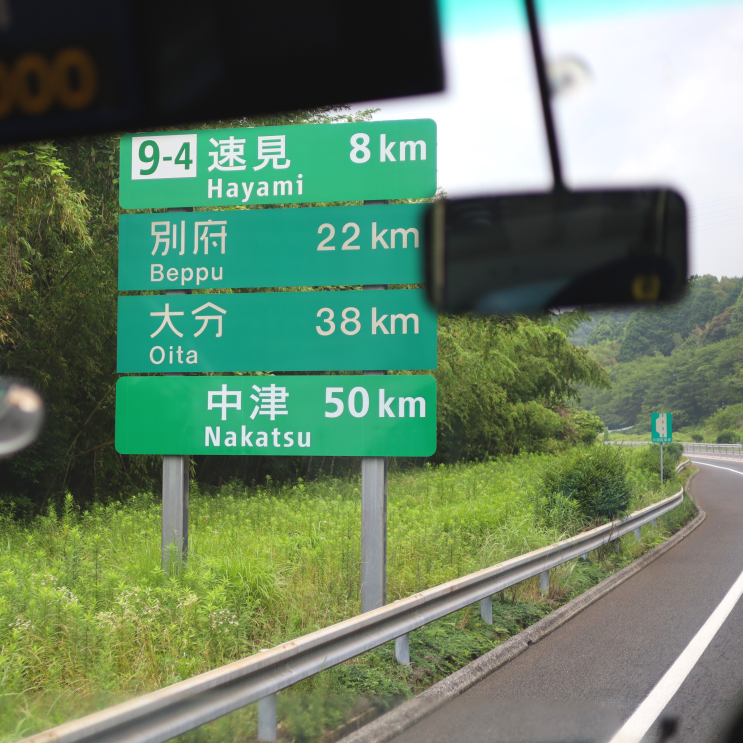 9-4 速見 8 km
Hayami
別府 22 km
Beppu
大分 38 km
Oita
中津 50 km
Nakatsu